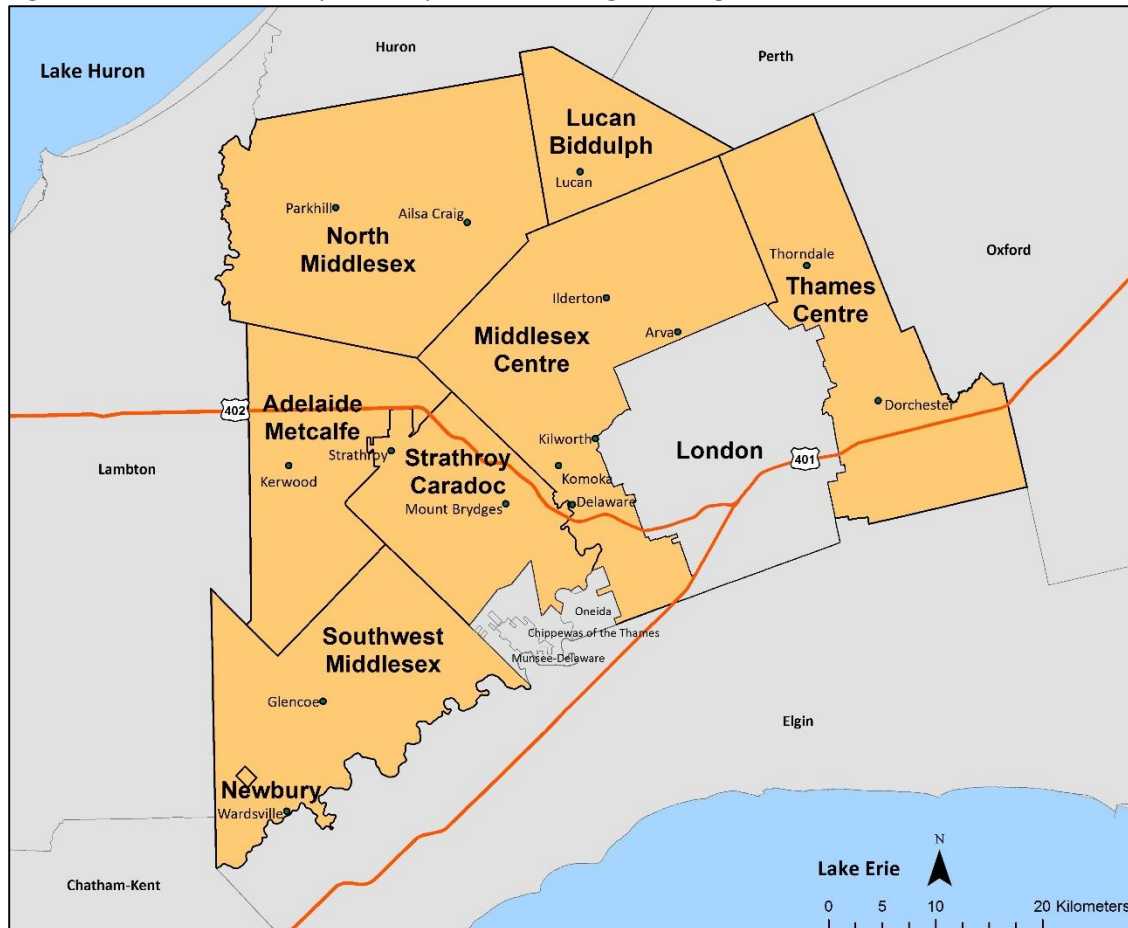 Huron
Perth
Lake Huron
Lucan
Biddulph
Lucan
Parkhill
Ailsa Craig
North
Middlesex
Oxford
Thorndale
Thames
Centre
Ilderton
Arva
Middlesex
Centre
402
Adelaide
Metcalfe
Dorchester
Kilworth
London
401
Strathroy
Strathroy
Caradoc
Lambton
Kerwood
Komoka
Mount Brydges
Delaware
Oneida
Chippewas of the Thames
Munsee-Delaware
Southwest
Middlesex
Glencoe
Elgin
Newbury
Wardsville
N
Lake Erie
Chatham-Kent
0 5 10 20 Kilometers